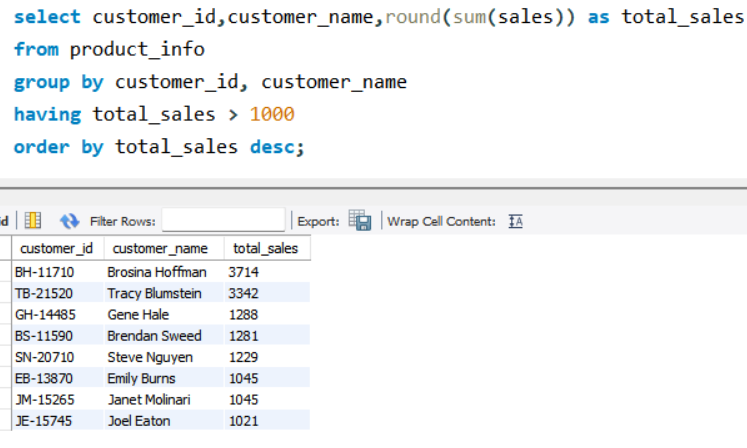 select customer_id,customer_name,round(sum(sales)) as total_sales
from product_info
group by customer_id, customer_name
having total_sales > 1000
order by total_sales desc;
Filter Rows: Export: Wrap Cell Content:
customer_id customer_name total_sales
BH-11710 Brosina Hoffman 3714
TB-21520 Tracy Blumstein 3342
GH-14485 Gene Hale 1288
BS-11590 Brendan Sweed 1281
SN-20710 Steve Nguyen 1229
EB-13870 Emily Burns 1045
JM-15265 Janet Molinari 1045
JE-15745 Joel Eaton 1021